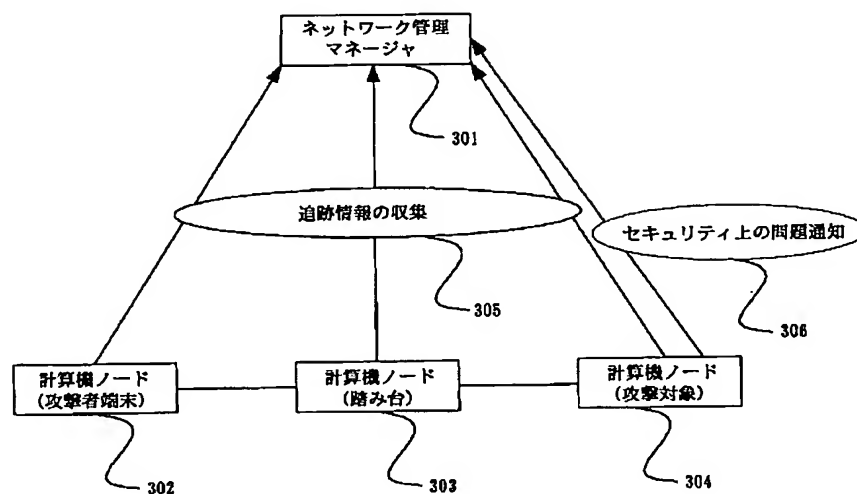 ネットワーク管理
マネージャ
301
追跡情報の収集
セキュリティ上の問題通知
305
306
計算機ノード
(攻撃者端末)
計算機ノード
(踏み台)
計算機ノード
(攻撃対象)
302
303
304